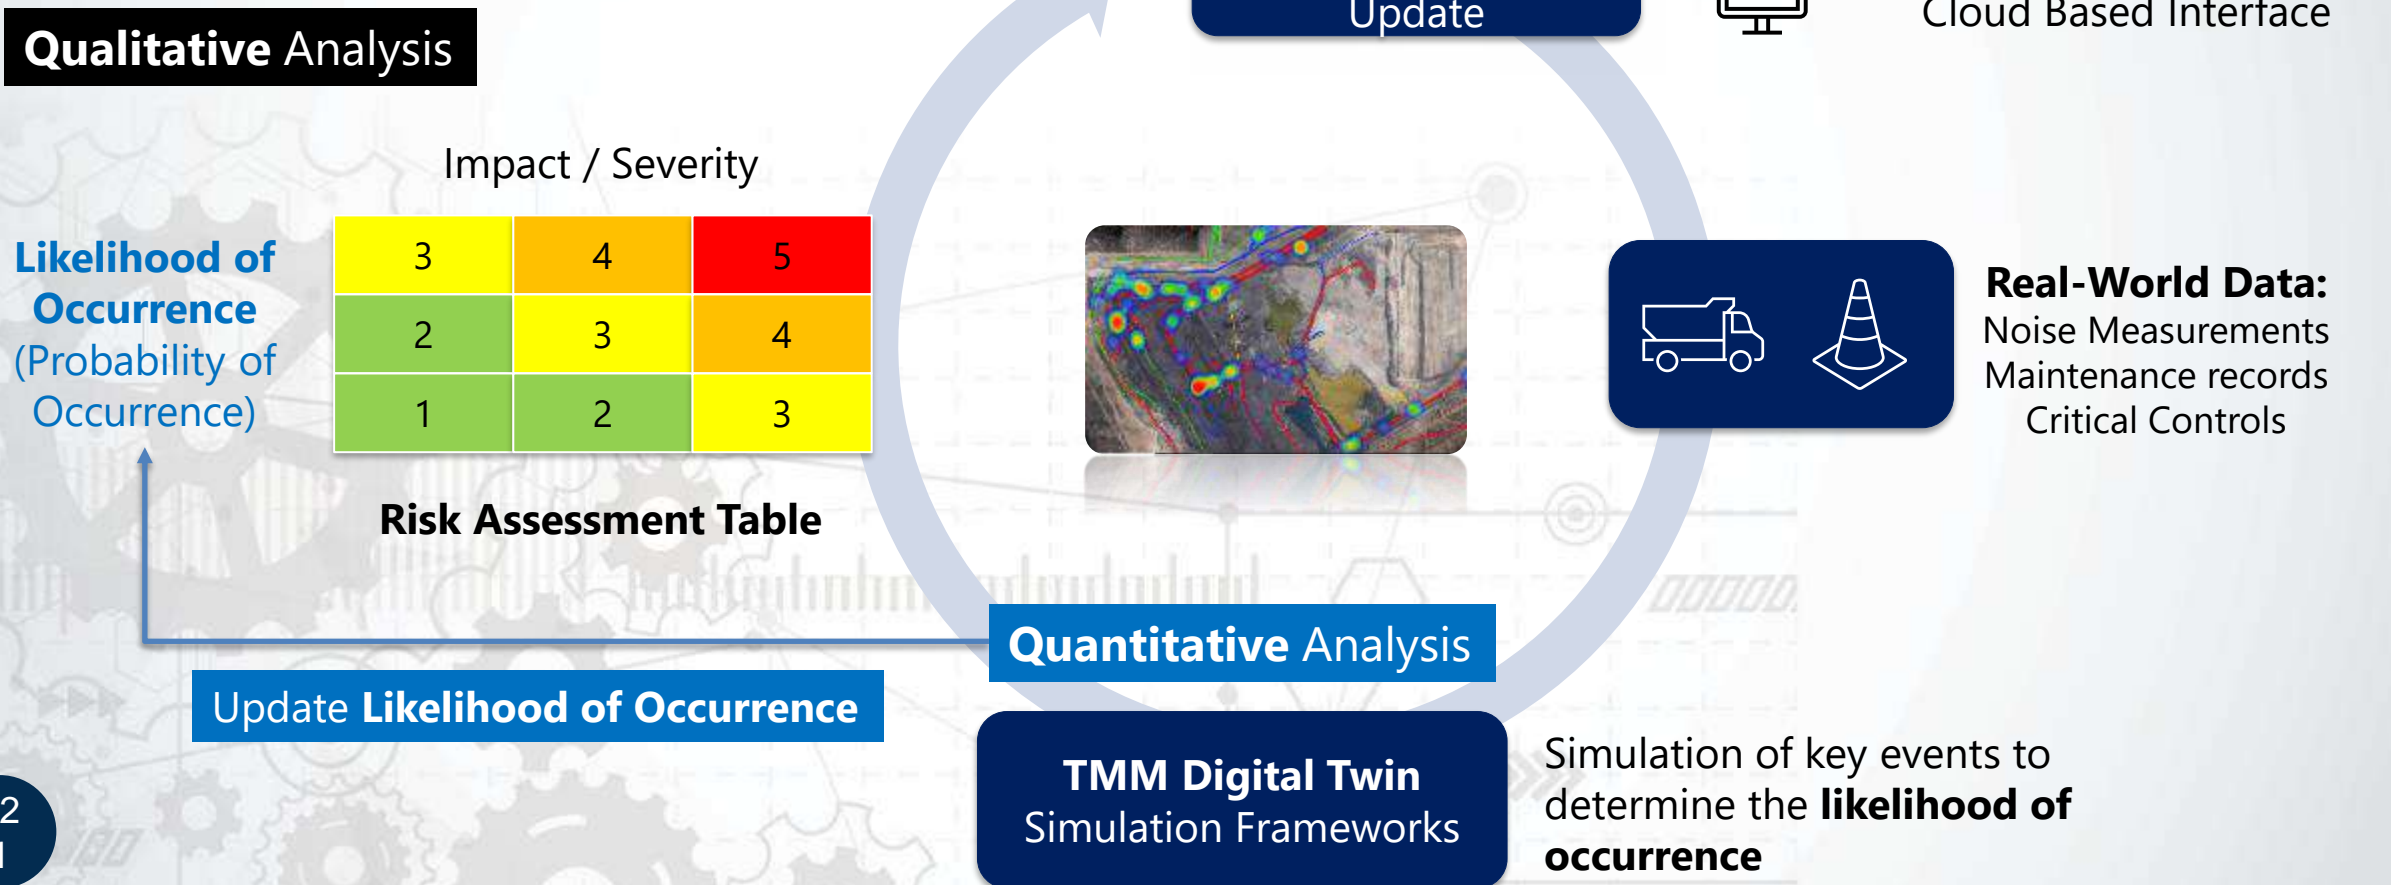 Update
Cloud Based Interface
Qualitative Analysis
Impact / Severity
Likelihood of
Occurrence
(Probability of
Occurrence)
3 4 5
2 3 4
1 2 3
Risk Assessment Table
Real-World Data:
Noise Measurements
Maintenance records
Critical Controls
Quantitative Analysis
Update Likelihood of Occurrence
TMM Digital Twin
Simulation Frameworks
Simulation of key events to
determine the likelihood of
occurrence
2
1